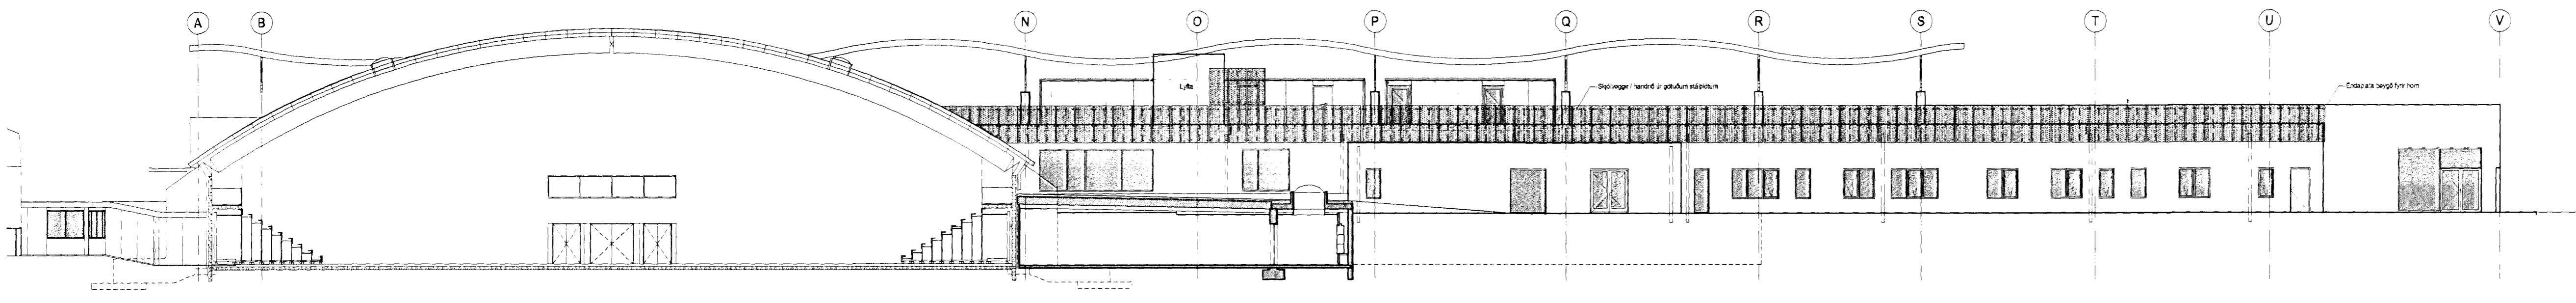 A B N O P Q R S T U V
Lyfta
Skjólveggir / handrið úr götuðum stálplötum
Endaplata beygð fyrir horn